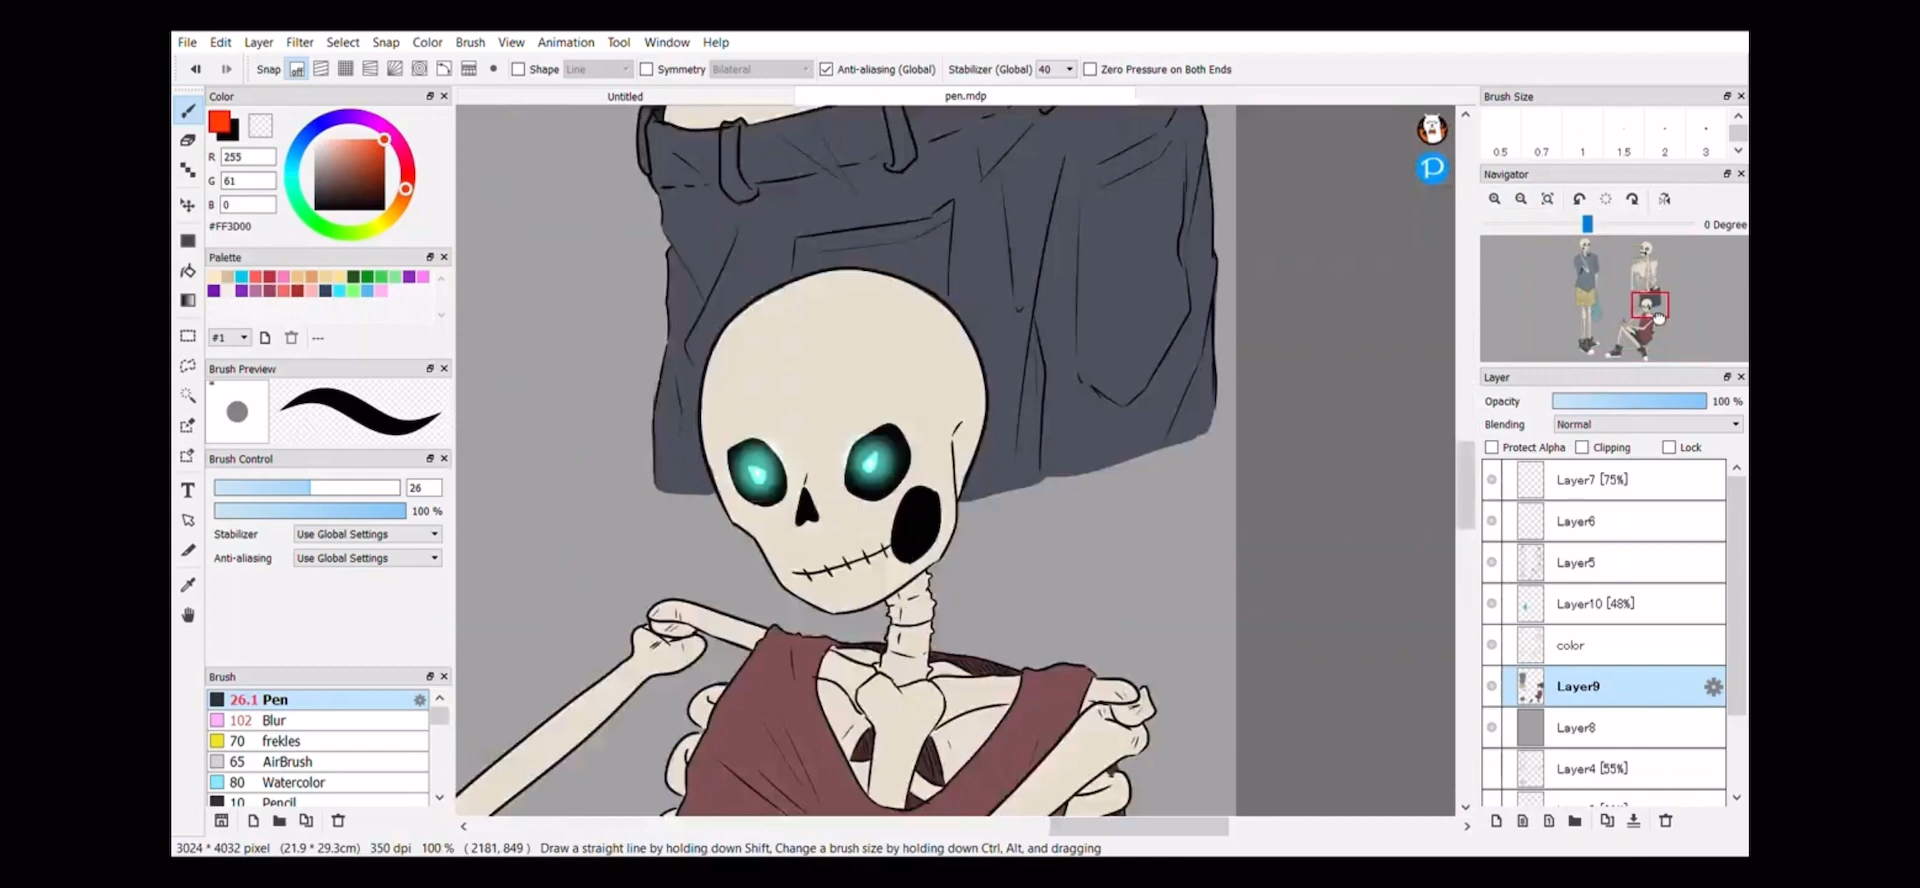 File Edit Layer Filter Select Snap Color Brush View Animation Tool Window Help
Snap off Shape Line Symmetry Bilateral Anti-aliasing (Global) Stabilizer (Global) 40 Zero Pressure on Both Ends
Color
Untitled
pen.mdp
Brush Size
R 255
G 61
B 0
#FF3D00
0.5 0.7 1 1.5 2 3
Navigator
0 Degree
Palette
#1
---
Brush Preview
Brush Control
26
100 %
Stabilizer Use Global Settings
Anti-aliasing Use Global Settings
Layer
Opacity 100 %
Blending Normal
Protect Alpha Clipping Lock
Layer7 [75%]
Layer6
Layer5
Layer10 [48%]
color
Layer9
Layer8
Layer4 [55%]
Brush
26.1 Pen
102 Blur
70 frekles
65 AirBrush
80 Watercolor
10 Pencil
T
P
3024 * 4032 pixel (21.9 * 29.3cm) 350 dpi 100 % ( 2181, 849 ) Draw a straight line by holding down Shift, Change a brush size by holding down Ctrl, Alt, and dragging